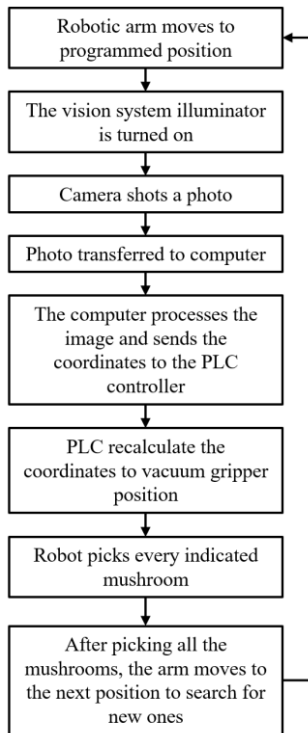 Robotic arm moves to
programmed position
The vision system illuminator
is turned on
Camera shots a photo
Photo transferred to computer
The computer processes the
image and sends the
coordinates to the PLC
controller
PLC recalculate the
coordinates to vacuum gripper
position
Robot picks every indicated
mushroom
After picking all the
mushrooms, the arm moves to
the next position to search for
new ones